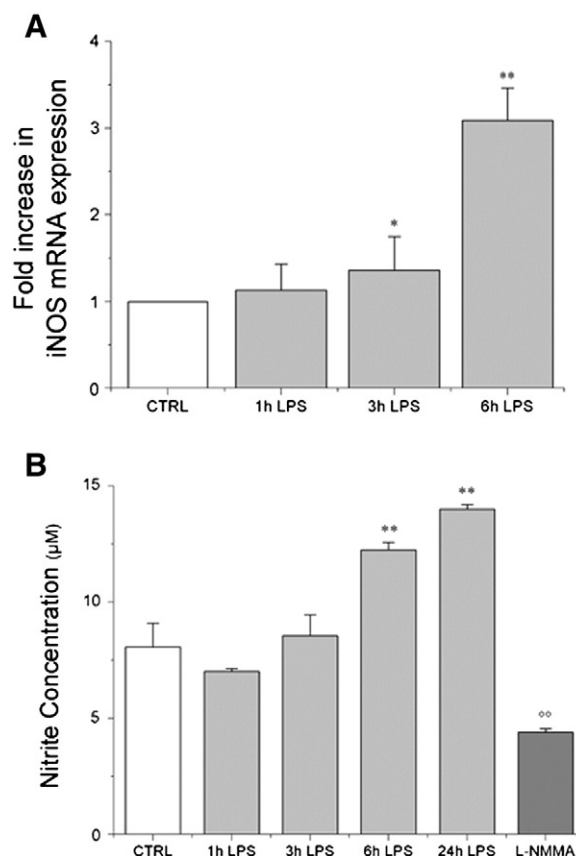 A
Fold increase in
iNOS mRNA expression
4
3
2
1
0
*
**
CTRL 1h LPS 3h LPS 6h LPS
B
Nitrite Concentration (µM)
15
10
5
0
**
**
°°
CTRL 1h LPS 3h LPS 6h LPS 24h LPS L-NMMA